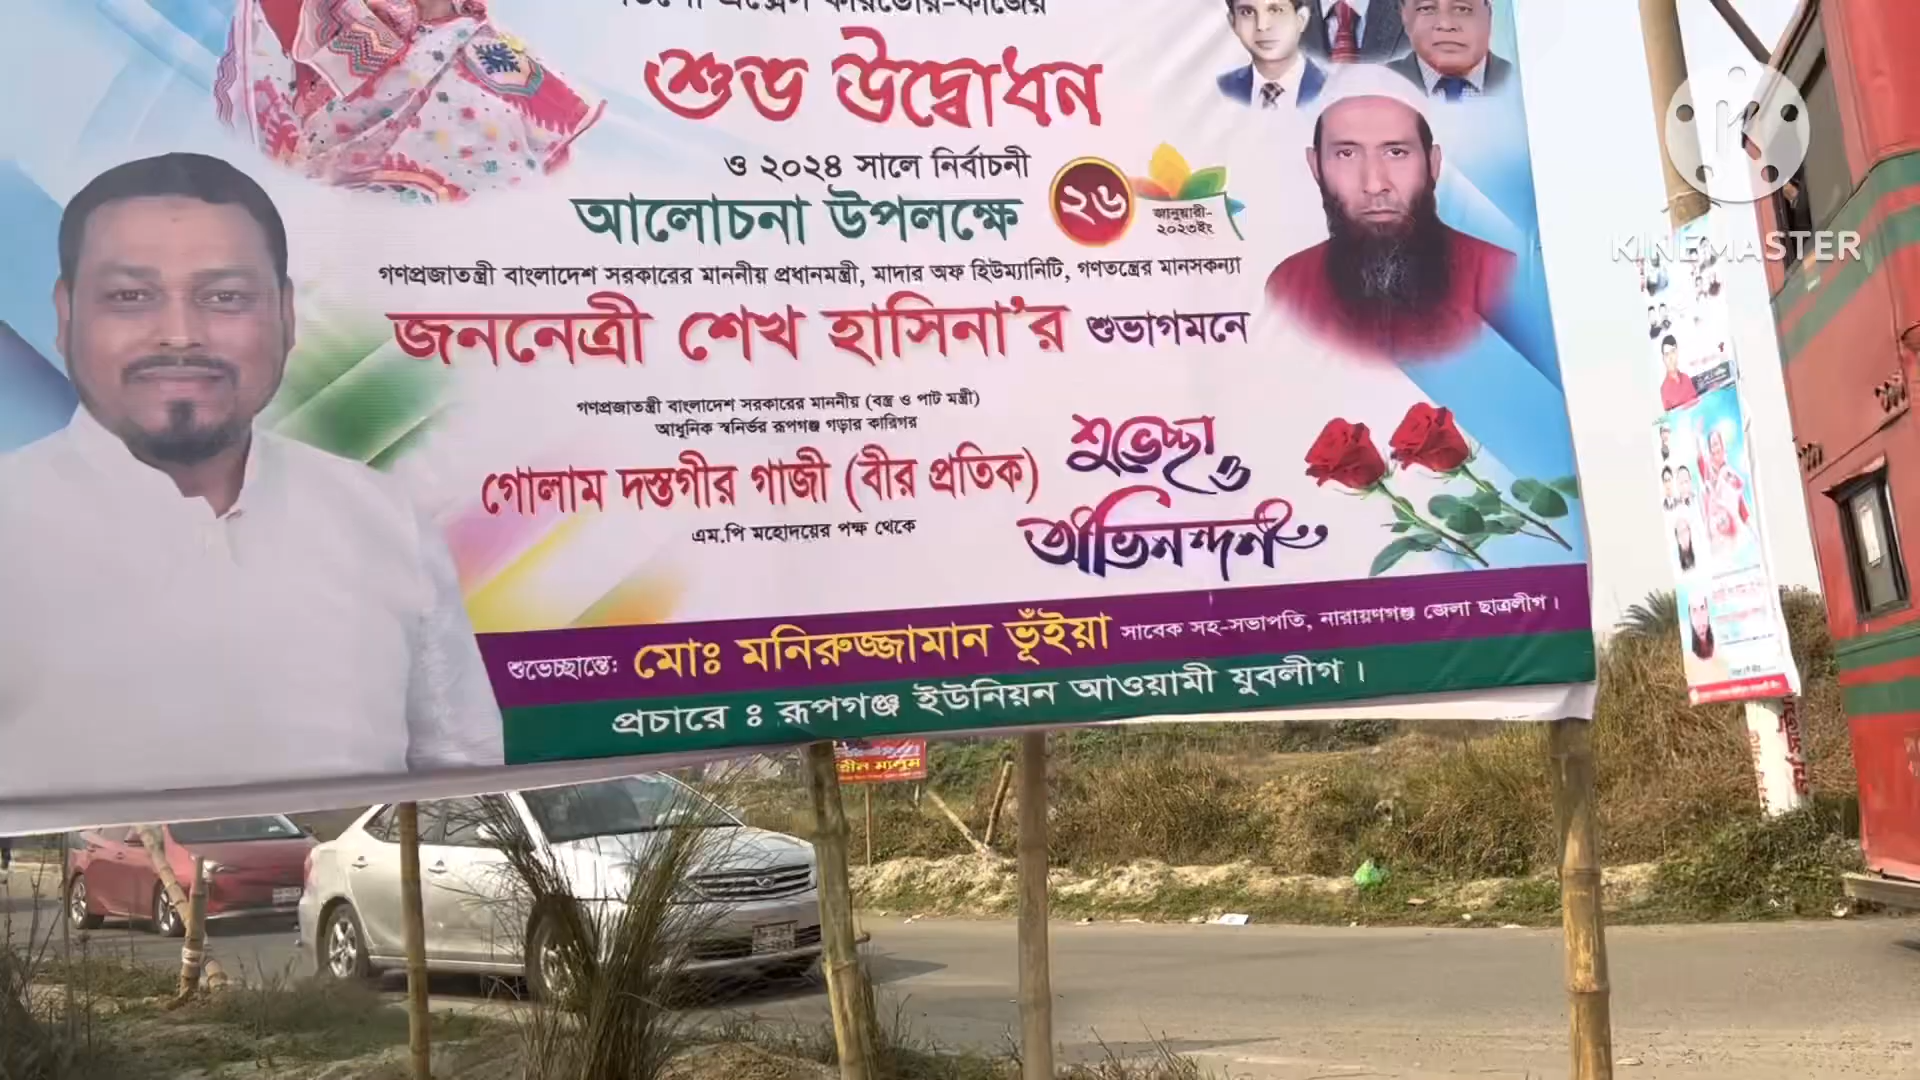 শুভ উদ্বোধন
ও ২০২৪ সালে নির্বাচনী
আলোচনা উপলক্ষে
২৬
জানুয়ারী-
২০২৩ইং
গণপ্রজাতন্ত্রী বাংলাদেশ সরকারের মাননীয় প্রধানমন্ত্রী, মাদার অফ হিউম্যানিটি, গণতন্ত্রের মানসকন্যা
জননেত্রী শেখ হাসিনা'র শুভাগমনে
গণপ্রজাতন্ত্রী বাংলাদেশ সরকারের মাননীয় (বস্ত্র ও পাট মন্ত্রী)
আধুনিক স্বনির্ভর রূপগঞ্জ গড়ার কারিগর
গোলাম দস্তগীর গাজী (বীর প্রতিক)
এম.পি মহোদয়ের পক্ষ থেকে
শুভেচ্ছা ও
অভিনন্দন
শুভেচ্ছান্তে: মোঃ মনিরুজ্জামান ভূঁইয়া সাবেক সহ-সভাপতি, নারায়ণগঞ্জ জেলা ছাত্রলীগ।
প্রচারে ঃ রূপগঞ্জ ইউনিয়ন আওয়ামী যুবলীগ।
KINEMASTER